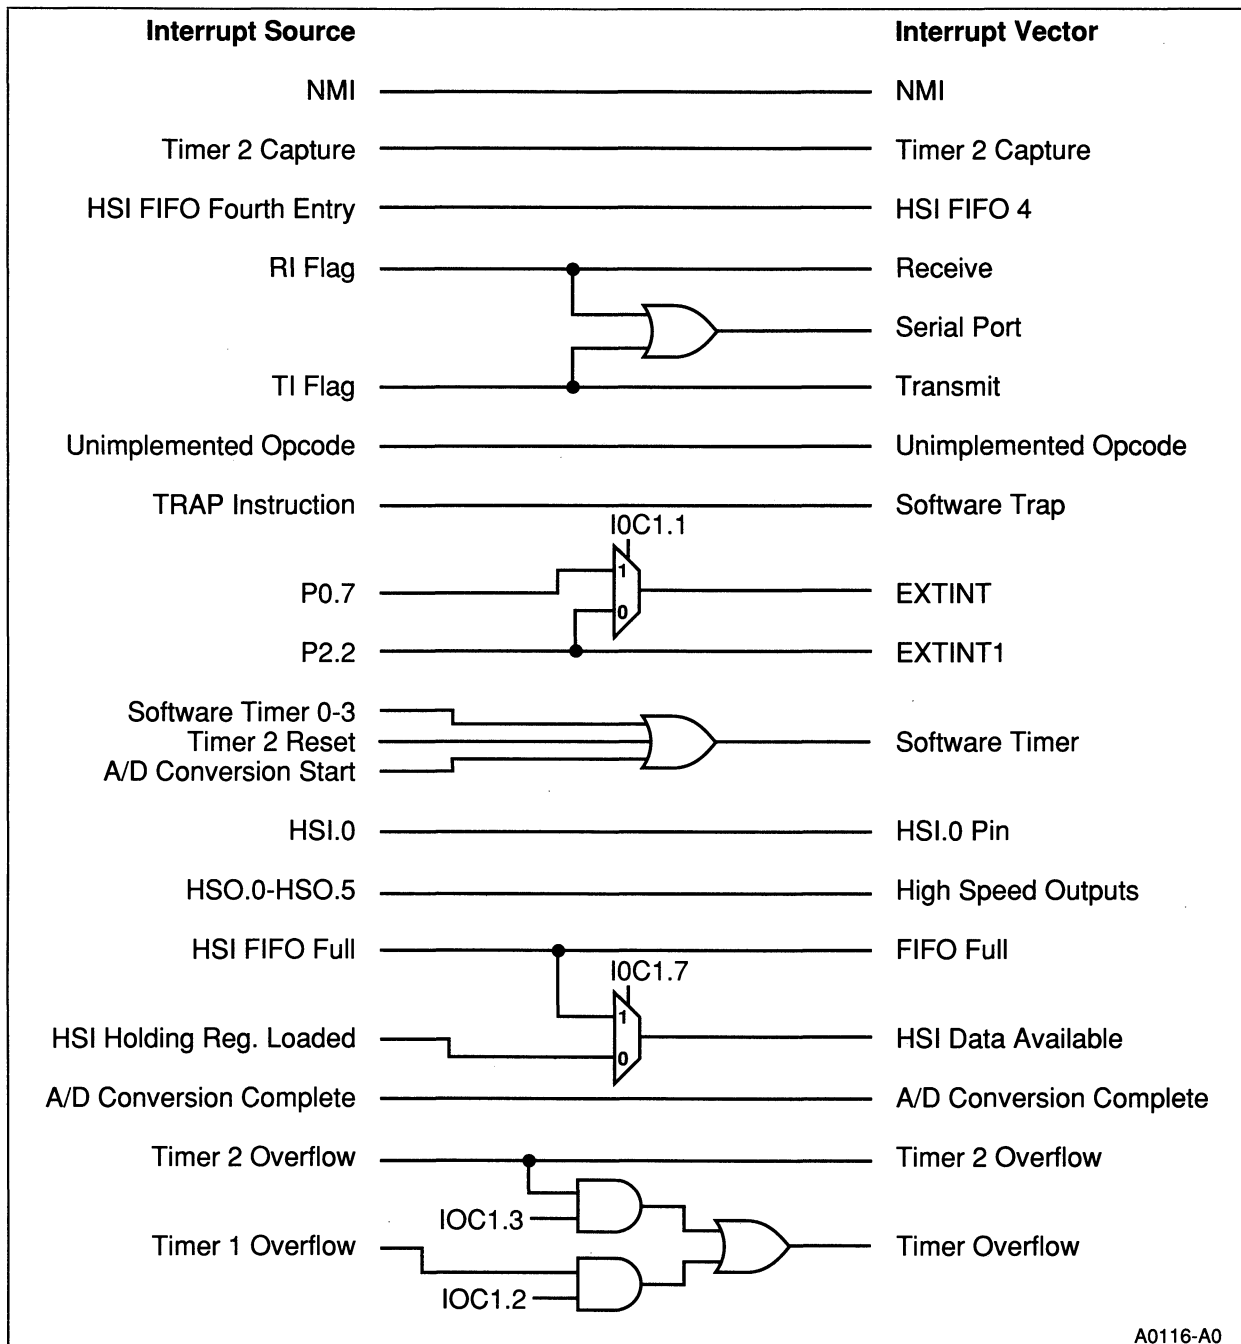 Interrupt Source Interrupt Vector
NMI NMI
Timer 2 Capture Timer 2 Capture
HSI FIFO Fourth Entry HSI FIFO 4
RI Flag Receive
Serial Port
TI Flag Transmit
Unimplemented Opcode Unimplemented Opcode
TRAP Instruction Software Trap
I0C1.1
1
P0.7 EXTINT
0
P2.2 EXTINT1
Software Timer 0-3
Timer 2 Reset Software Timer
A/D Conversion Start
HSI.0 HSI.0 Pin
HSO.0-HSO.5 High Speed Outputs
HSI FIFO Full FIFO Full
I0C1.7
1
HSI Holding Reg. Loaded HSI Data Available
0
A/D Conversion Complete A/D Conversion Complete
Timer 2 Overflow Timer 2 Overflow
IOC1.3
Timer 1 Overflow Timer Overflow
IOC1.2
A0116-A0